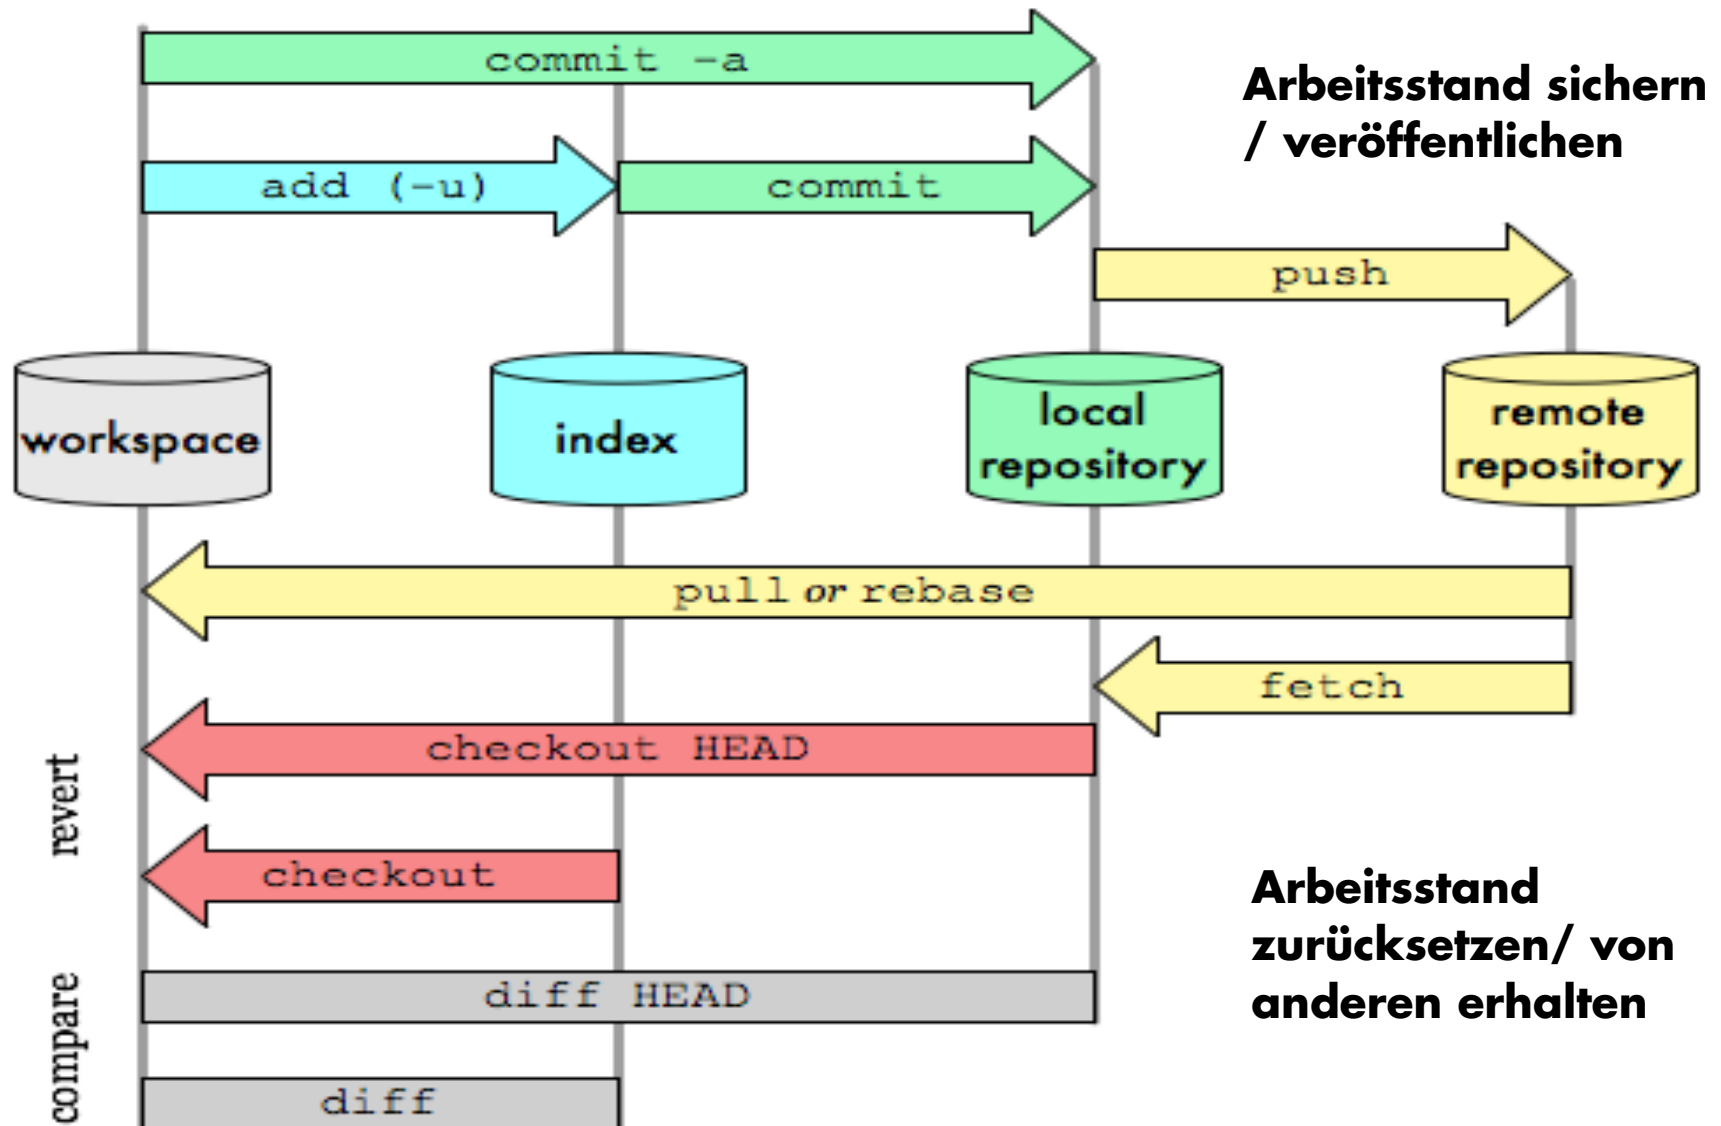 commit -a
Arbeitsstand sichern
/ veröffentlichen
add (-u)
commit
push
workspace
index
local
repository
remote
repository
pull or rebase
fetch
revert
checkout HEAD
checkout
Arbeitsstand
zurücksetzen/ von
anderen erhalten
compare
diff HEAD
diff